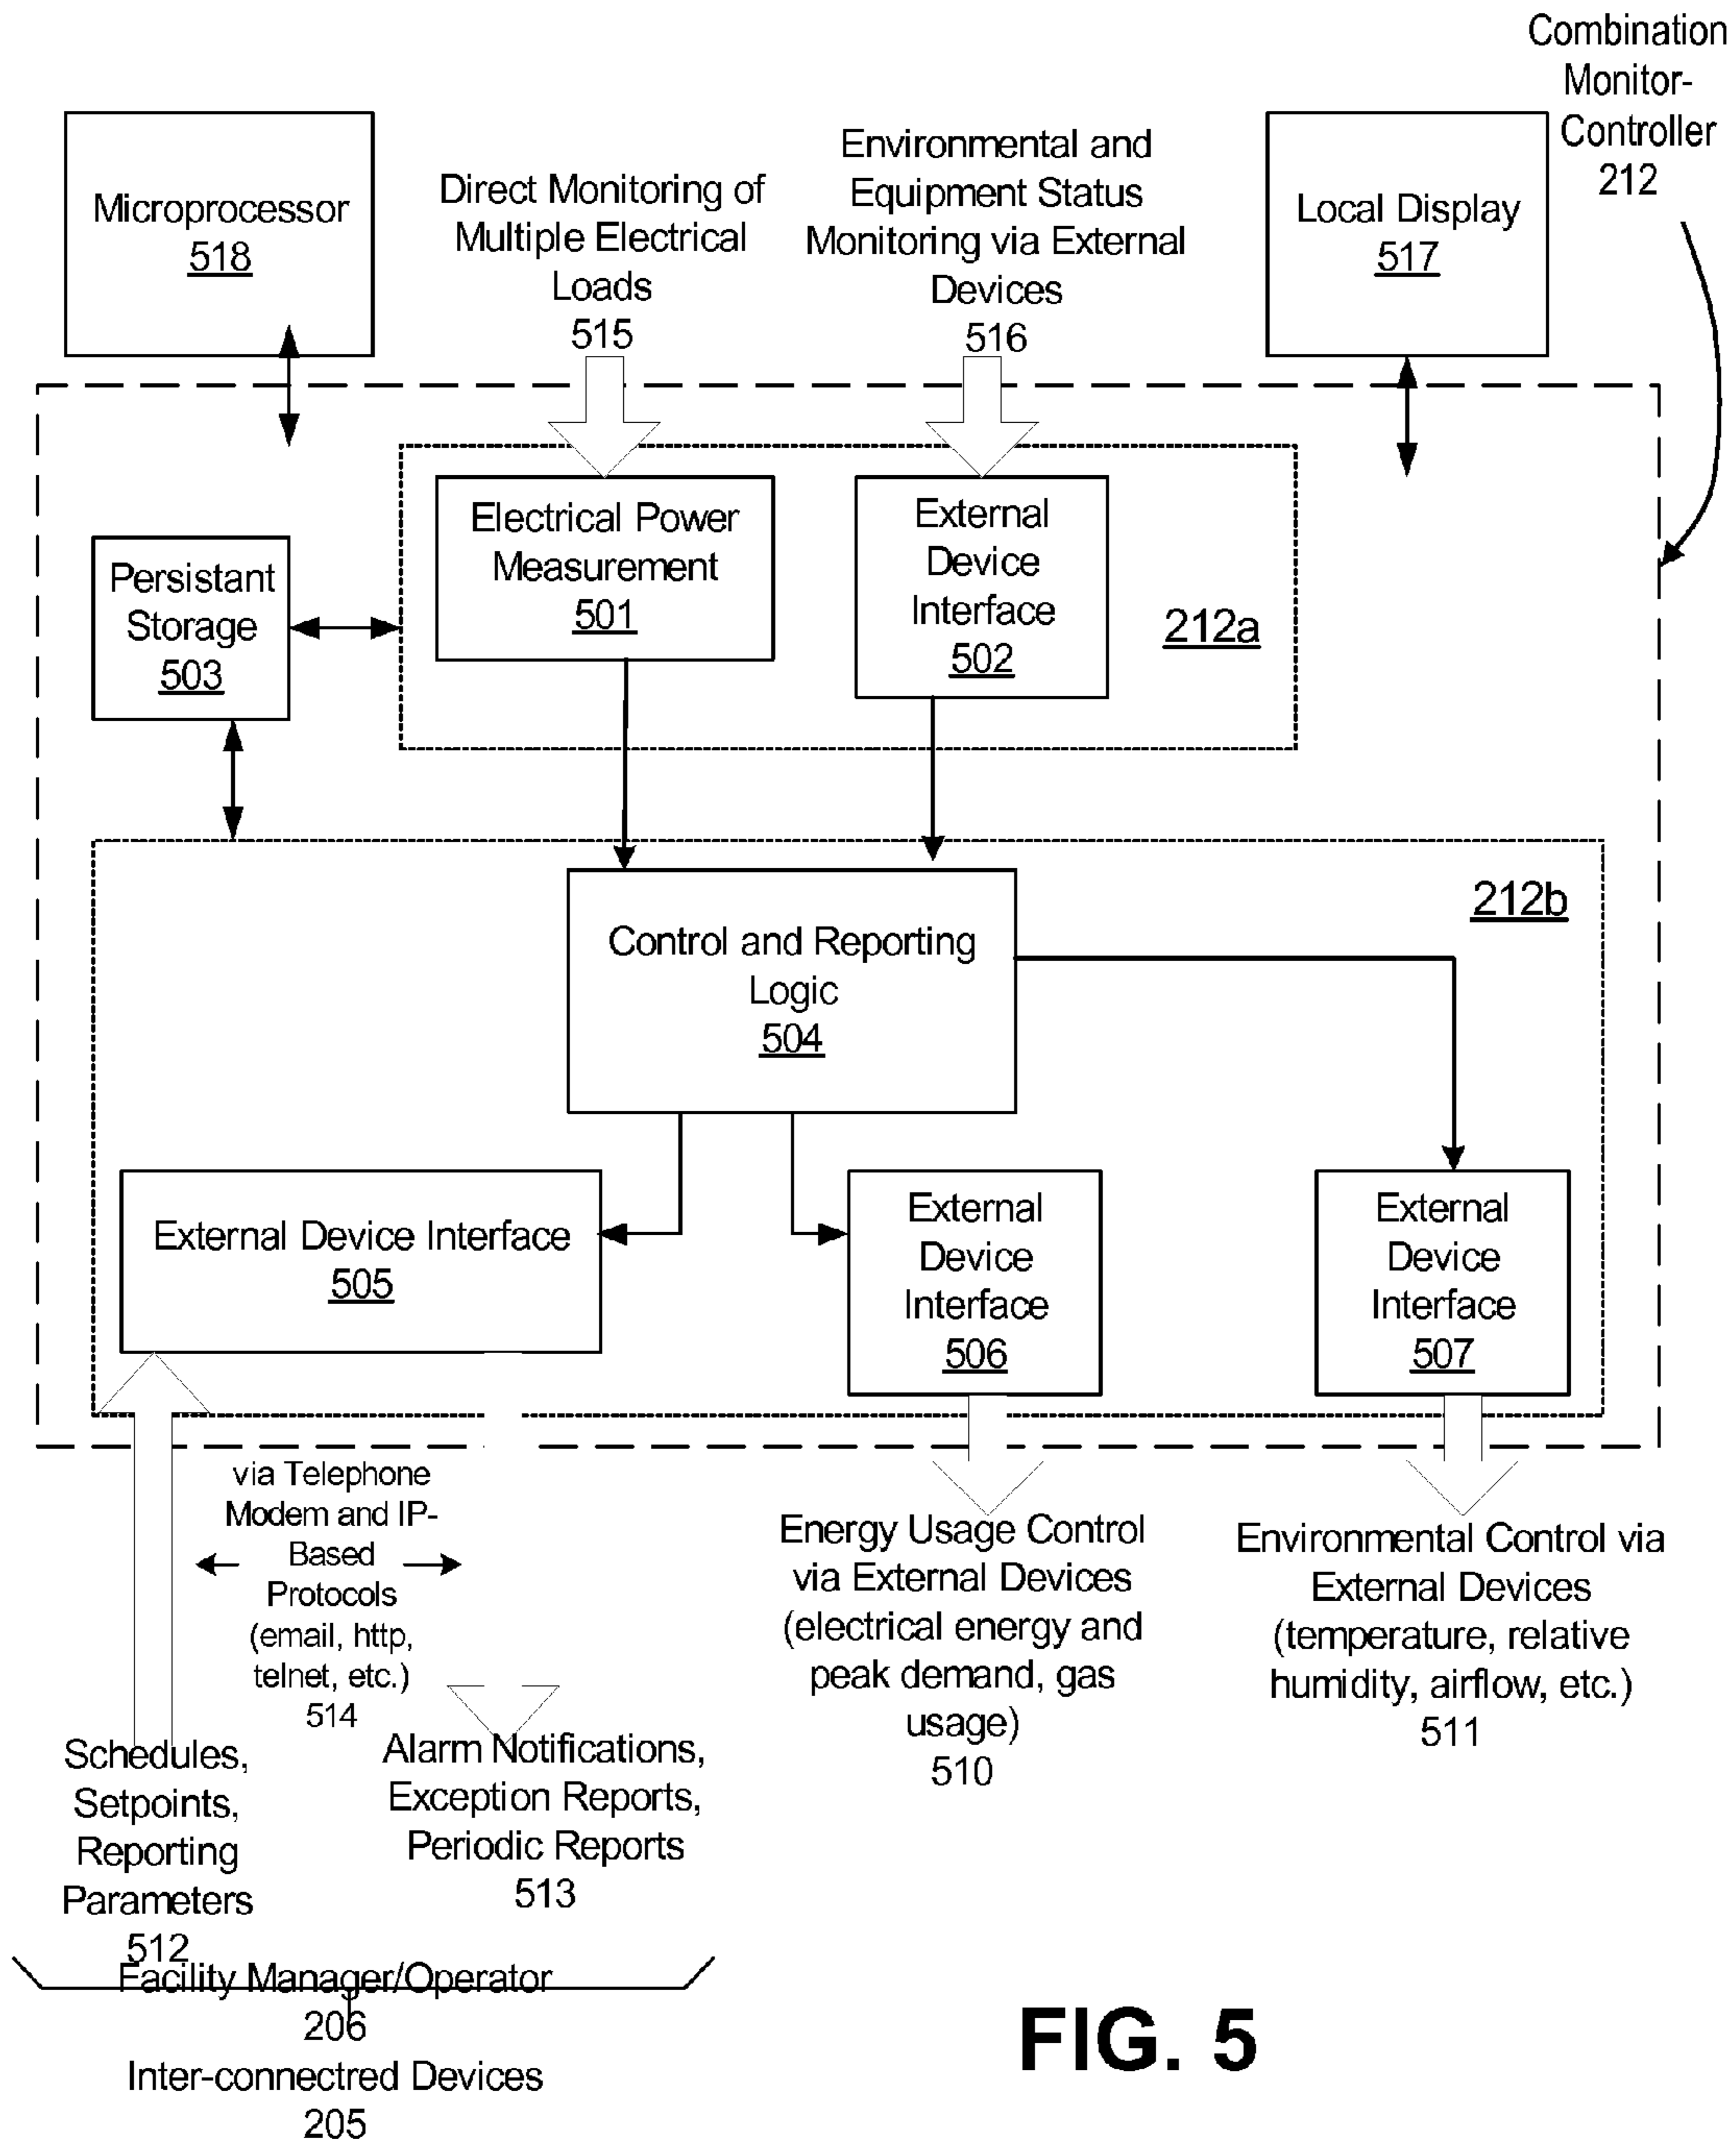 Combination
Monitor-
Controller
212
Microprocessor
518
Direct Monitoring of
Multiple Electrical
Loads
515
Environmental and
Equipment Status
Monitoring via External
Devices
516
Local Display
517
Electrical Power
Measurement
501
External
Device
Interface
502
212a
Persistant
Storage
503
212b
Control and Reporting
Logic
504
External Device Interface
505
External
Device
Interface
506
External
Device
Interface
507
via Telephone
Modem and IP-
Based
Protocols
(email, http,
telnet, etc.)
514
Energy Usage Control
via External Devices
(electrical energy and
peak demand, gas
usage)
510
Environmental Control via
External Devices
(temperature, relative
humidity, airflow, etc.)
511
Schedules,
Setpoints,
Reporting
Parameters
512
Alarm Notifications,
Exception Reports,
Periodic Reports
513
Facility Manager/Operator
206
Inter-connectred Devices
205
FIG. 5